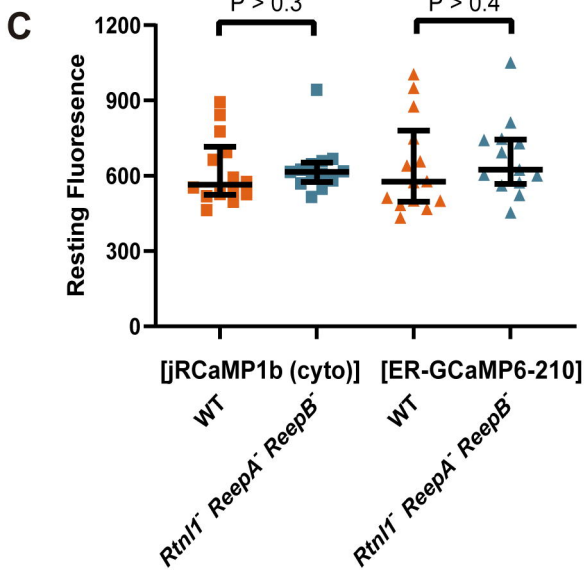 C
P > 0.3
P > 0.4
1200
900
600
300
0
Resting Fluoresence
[jRCaMP1b (cyto)]
[ER-GCaMP6-210]
WT
Rtnl1⁻ ReepA⁻ ReepB⁻
WT
Rtnl1⁻ ReepA⁻ ReepB⁻